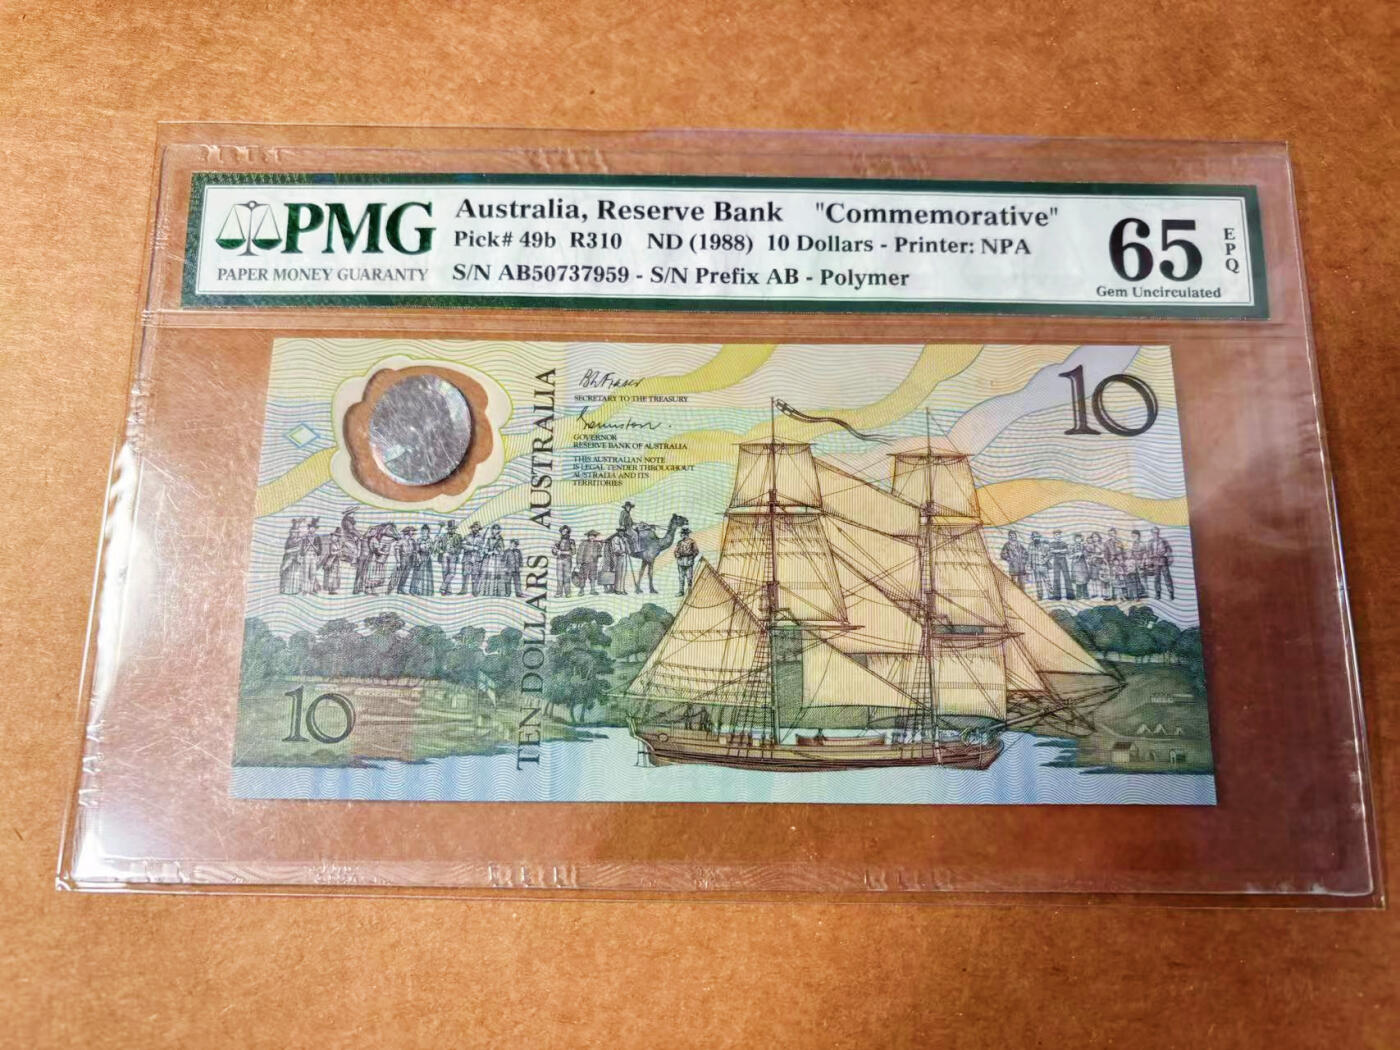 PMG
PAPER MONEY GUARANTY
Australia, Reserve Bank "Commemorative"
Pick# 49b R310 ND (1988) 10 Dollars - Printer: NPA
S/N AB50737959 - S/N Prefix AB - Polymer
65
EPQ
Gem Uncirculated
SECRETARY TO THE TREASURY
GOVERNOR
RESERVE BANK OF AUSTRALIA
THIS AUSTRALIAN NOTE
IS LEGAL TENDER THROUGHOUT
AUSTRALIA AND ITS
TERRITORIES
10
TEN DOLLARS AUSTRALIA
10